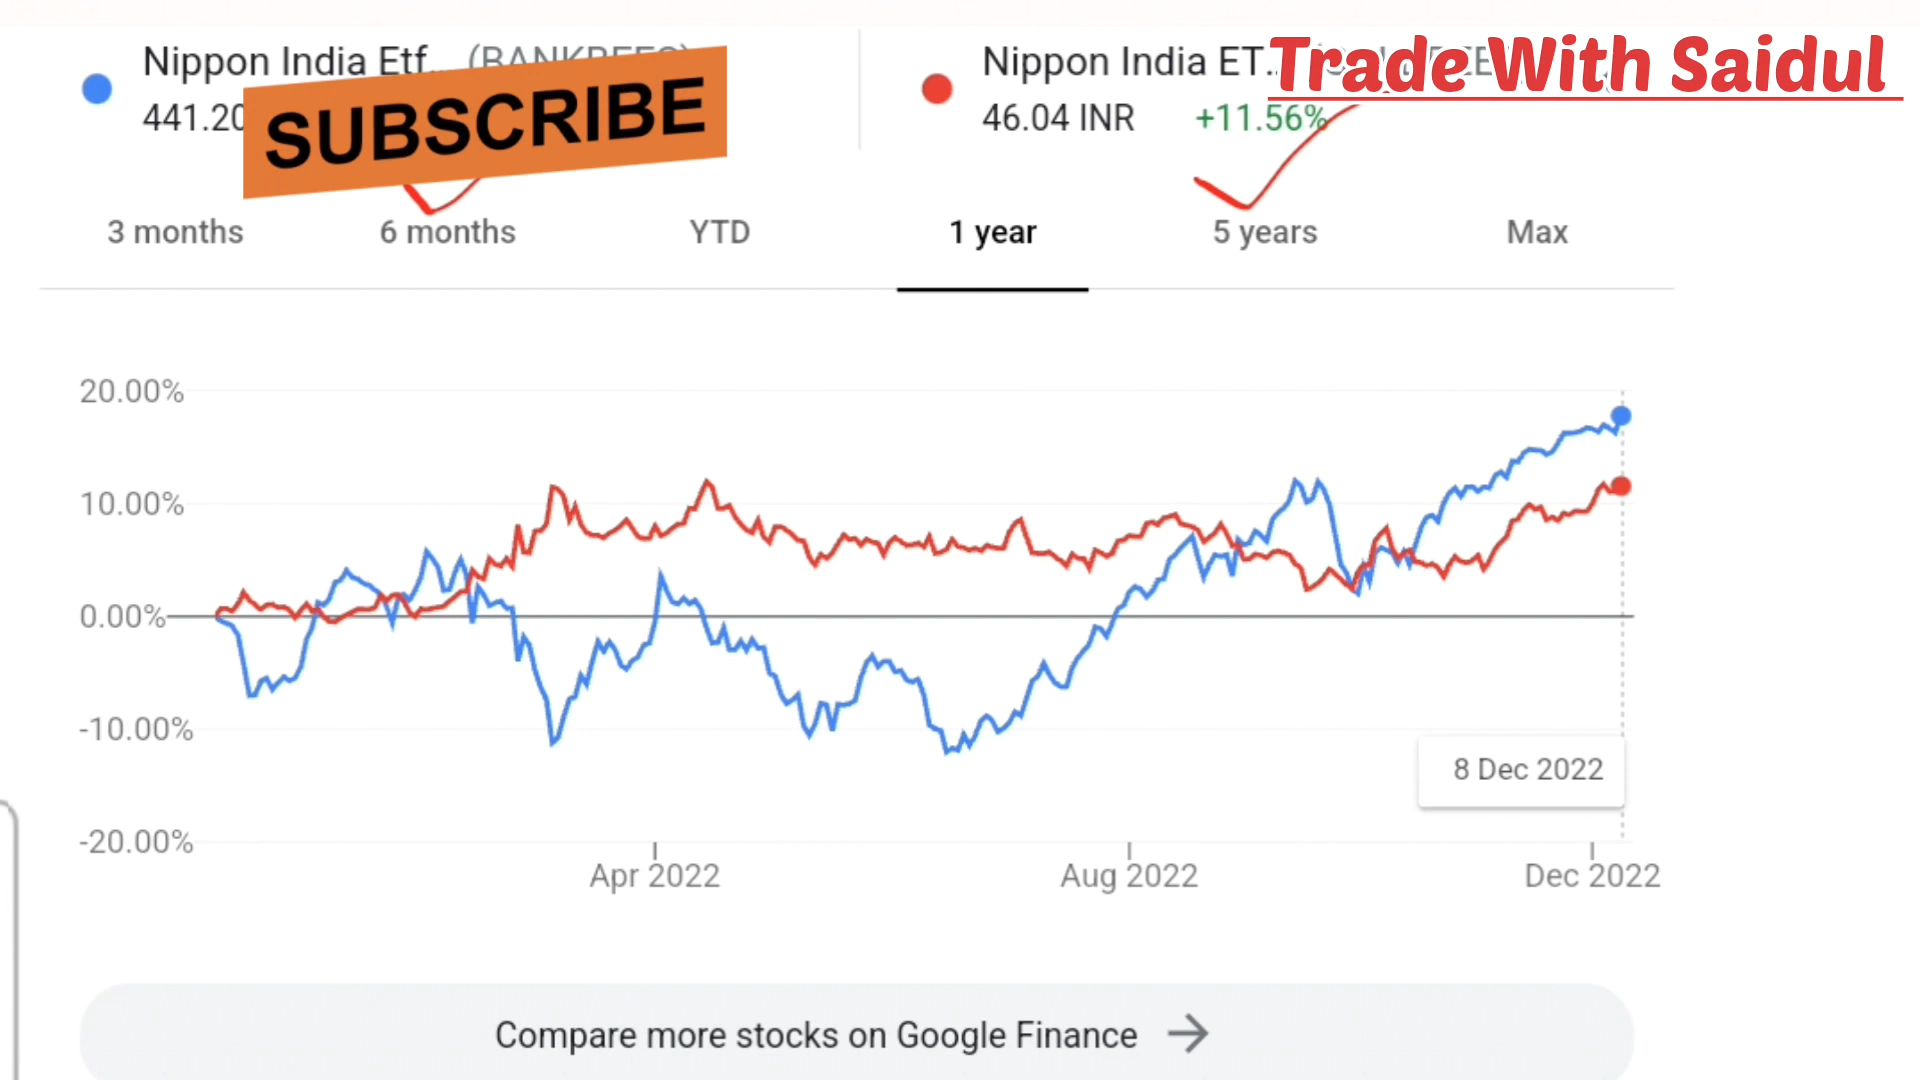 Nippon India Etf...
Nippon India ET...
Trade With Saidul
441.20
SUBSCRIBE
46.04 INR +11.56%
3 months 6 months YTD 1 year 5 years Max
20.00%
10.00%
0.00%
-10.00%
8 Dec 2022
-20.00%
Apr 2022 Aug 2022 Dec 2022
Compare more stocks on Google Finance →